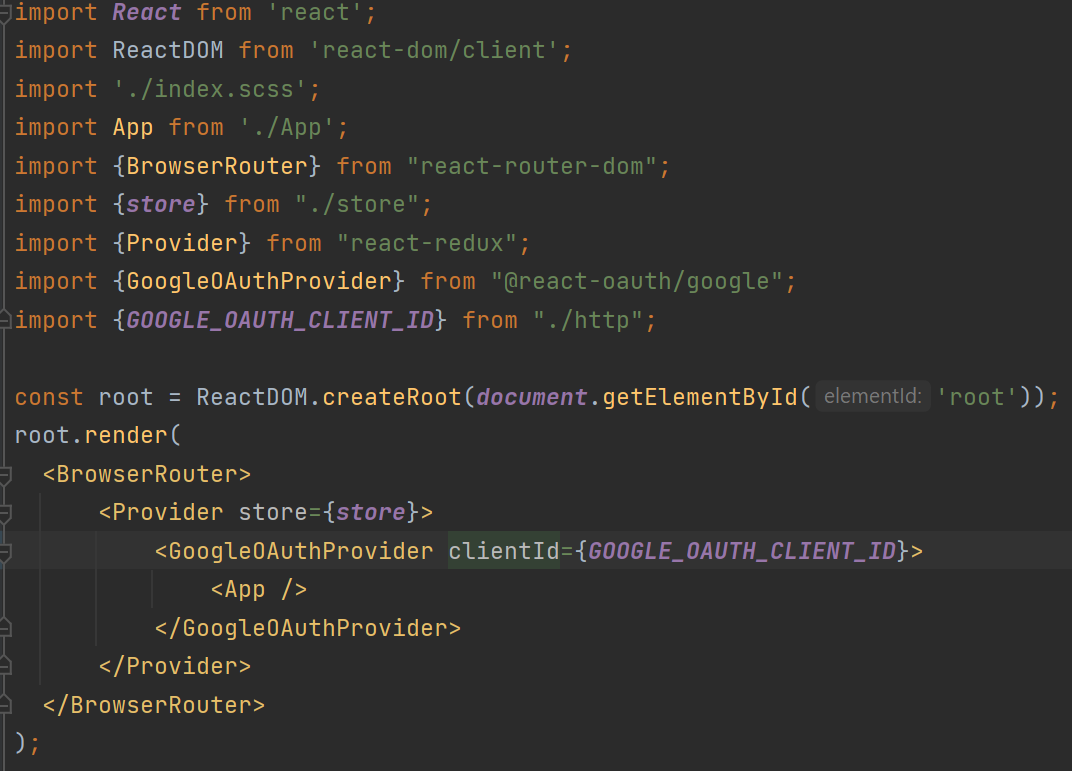 import React from 'react';
import ReactDOM from 'react-dom/client';
import './index.scss';
import App from './App';
import {BrowserRouter} from "react-router-dom";
import {store} from "./store";
import {Provider} from "react-redux";
import {GoogleOAuthProvider} from "@react-oauth/google";
import {GOOGLE_OAUTH_CLIENT_ID} from "./http";

const root = ReactDOM.createRoot(document.getElementById( elementId: 'root'));
root.render(
  <BrowserRouter>
      <Provider store={store}>
          <GoogleOAuthProvider clientId={GOOGLE_OAUTH_CLIENT_ID}>
              <App />
          </GoogleOAuthProvider>
      </Provider>
  </BrowserRouter>
);